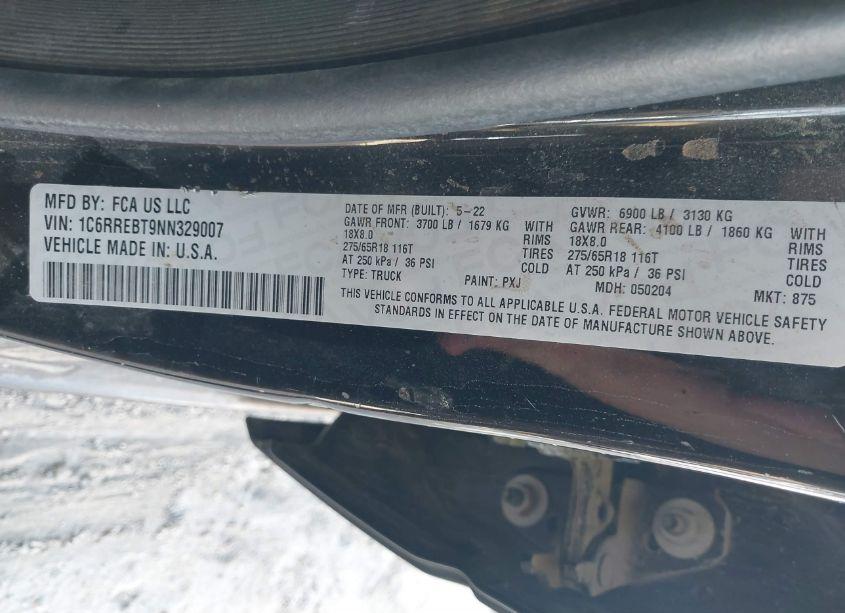 MFD BY: FCA US LLC
VIN: 1C6RREBT9NN329007
VEHICLE MADE IN: U.S.A.
DATE OF MFR (BUILT): 5-22
GAWR FRONT: 3700 LB / 1679 KG WITH
18X8.0 RIMS
275/65R18 116T TIRES
AT 250 kPa / 36 PSI COLD
TYPE: TRUCK PAINT: PXJ
GVWR: 6900 LB / 3130 KG
GAWR REAR: 4100 LB / 1860 KG WITH
18X8.0 RIMS
275/65R18 116T TIRES
AT 250 kPa / 36 PSI COLD
MDH: 050204 MKT: 875
THIS VEHICLE CONFORMS TO ALL APPLICABLE U.S.A. FEDERAL MOTOR VEHICLE SAFETY
STANDARDS IN EFFECT ON THE DATE OF MANUFACTURE SHOWN ABOVE.